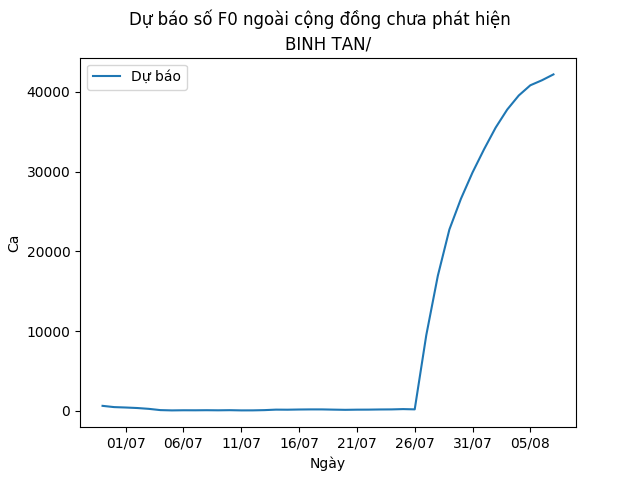 Dự báo số F0 ngoài cộng đồng chưa phát hiện
BINH TAN/
Dự báo
Ca
40000
30000
20000
10000
0
01/07 06/07 11/07 16/07 21/07 26/07 31/07 05/08
Ngày